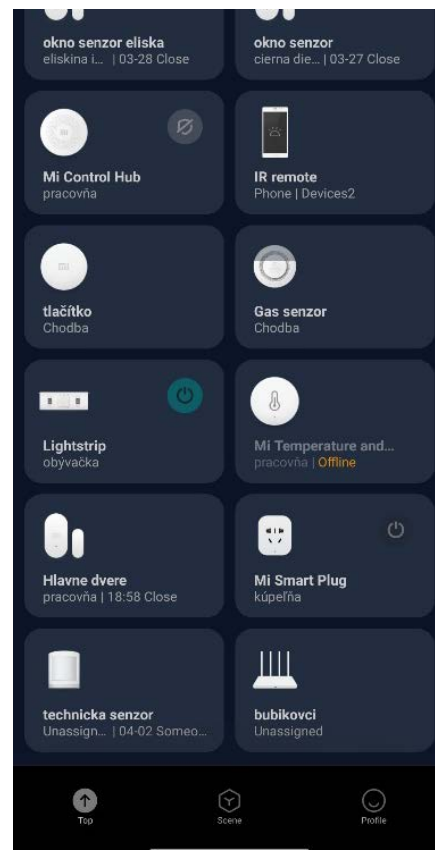 okno senzor eliska
eliskina i... | 03-28 Close
okno senzor
cierna die... | 03-27 Close
Mi Control Hub
pracovňa
IR remote
Phone | Devices2
tlačítko
Chodba
Gas senzor
Chodba
Lightstrip
obývačka
Mi Temperature and...
pracovňa | Offline
Hlavne dvere
pracovňa | 18:58 Close
Mi Smart Plug
kúpeľňa
technicka senzor
Unassign... | 04-02 Someo...
bubikovci
Unassigned
Top
Scene
Profile